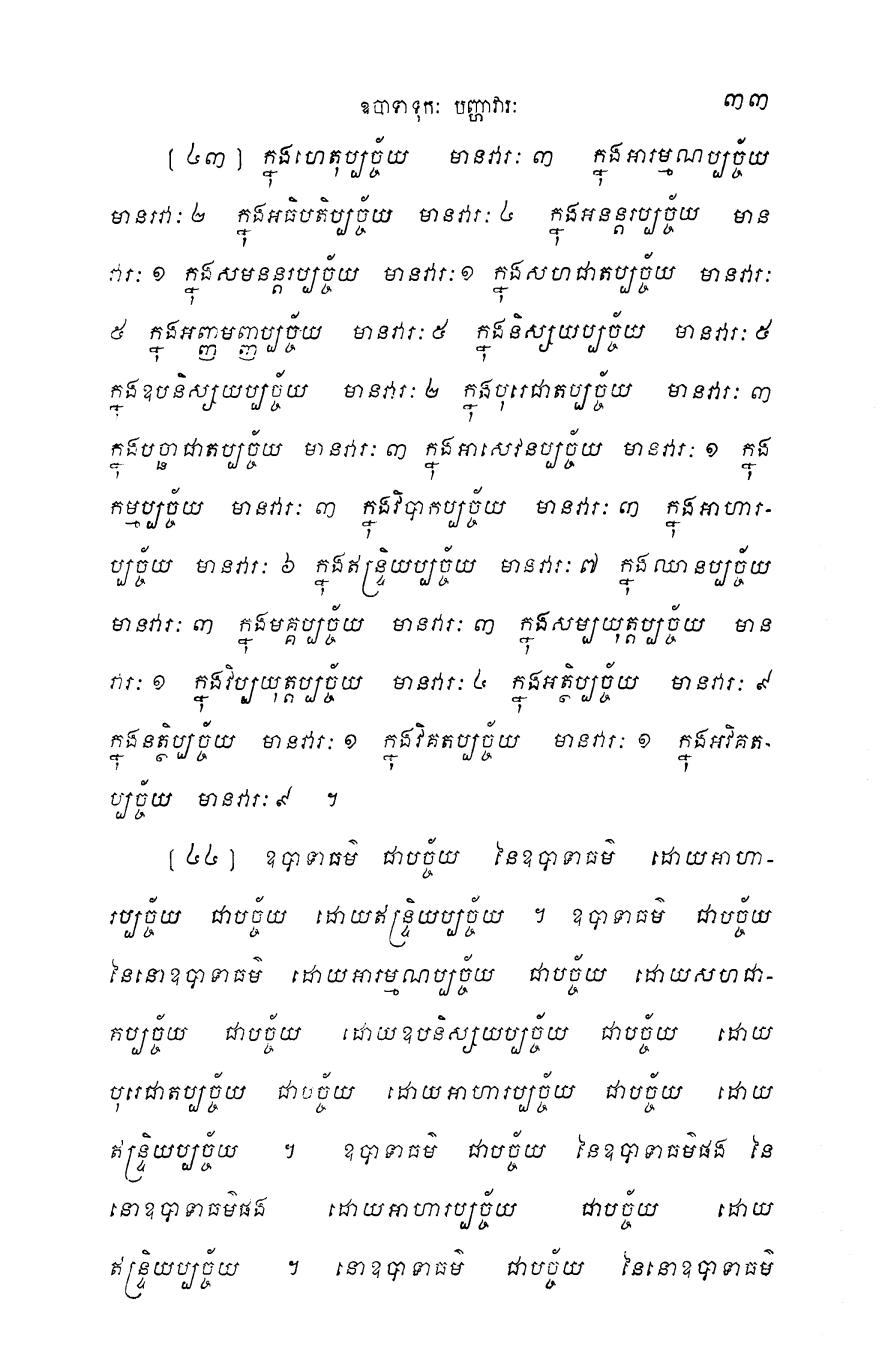 ឧបាទាទុកៈ បញ្ហាវារៈ ៣៣
[ ៤៣ ] ក្នុងហេតុប្បច្ច័យ មានវារៈ ៣ ក្នុងអារម្មណប្បច្ច័យ
មានវារៈ ២ ក្នុងអធិបតិប្បច្ច័យ មានវារៈ ៤ ក្នុងអនន្តរប្បច្ច័យ មាន
វារៈ ១ ក្នុងសមនន្តរប្បច្ច័យ មានវារៈ ១ ក្នុងសហជាតប្បច្ច័យ មានវារៈ
៥ ក្នុងអញ្ញមញ្ញប្បច្ច័យ មានវារៈ ៥ ក្នុងនិស្សយប្បច្ច័យ មានវារៈ ៥
ក្នុងឧបនិស្សយប្បច្ច័យ មានវារៈ ២ ក្នុងបុរេជាតប្បច្ច័យ មានវារៈ ៣
ក្នុងបច្ឆាជាតប្បច្ច័យ មានវារៈ ៣ ក្នុងអាសេវនប្បច្ច័យ មានវារៈ ១ ក្នុង
កម្មប្បច្ច័យ មានវារៈ ៣ ក្នុងវិបាកប្បច្ច័យ មានវារៈ ៣ ក្នុងអាហារ-
ប្បច្ច័យ មានវារៈ ៦ ក្នុងឥន្ទ្រិយប្បច្ច័យ មានវារៈ ៧ ក្នុងឈានប្បច្ច័យ
មានវារៈ ៣ ក្នុងមគ្គប្បច្ច័យ មានវារៈ ៣ ក្នុងសម្បយុត្តប្បច្ច័យ មាន
វារៈ ១ ក្នុងវិប្បយុត្តប្បច្ច័យ មានវារៈ ៤ ក្នុងអត្ថិប្បច្ច័យ មានវារៈ ៩
ក្នុងនត្ថិប្បច្ច័យ មានវារៈ ១ ក្នុងវិគតប្បច្ច័យ មានវារៈ ១ ក្នុងអវិគត-
ប្បច្ច័យ មានវារៈ ៩ ។
[ ៤៤ ] ឧបាទាធម៌ ជាបច្ច័យ នៃឧបាទាធម៌ ដោយអាហា-
រប្បច្ច័យ ជាបច្ច័យ ដោយឥន្ទ្រិយប្បច្ច័យ ។ ឧបាទាធម៌ ជាបច្ច័យ
នៃនោឧបាទាធម៌ ដោយអារម្មណប្បច្ច័យ ជាបច្ច័យ ដោយសហជា-
តប្បច្ច័យ ជាបច្ច័យ ដោយឧបនិស្សយប្បច្ច័យ ជាបច្ច័យ ដោយ
បុរេជាតប្បច្ច័យ ជាបច្ច័យ ដោយអាហារប្បច្ច័យ ជាបច្ច័យ ដោយ
ឥន្ទ្រិយប្បច្ច័យ ។ ឧបាទាធម៌ ជាបច្ច័យ នៃឧបាទាធម៌ផង នៃ
នោឧបាទាធម៌ផង ដោយអាហារប្បច្ច័យ ជាបច្ច័យ ដោយ
ឥន្ទ្រិយប្បច្ច័យ ។ នោឧបាទាធម៌ ជាបច្ច័យ នៃនោឧបាទាធម៌